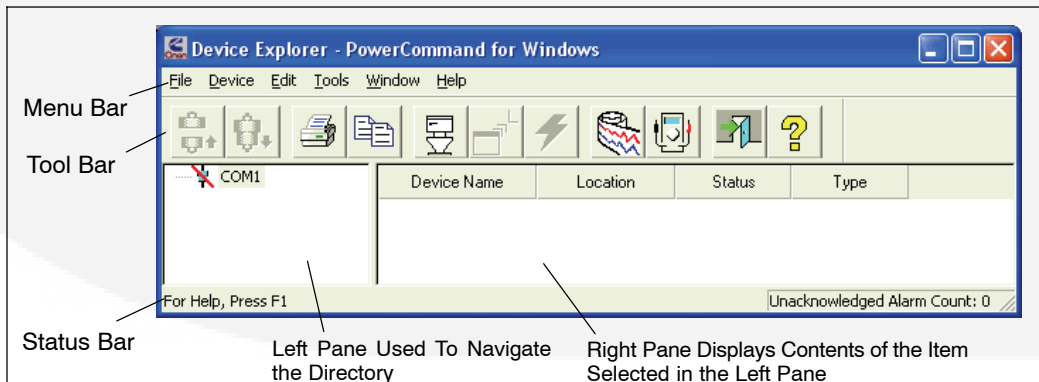 Device Explorer - PowerCommand for Windows
File Device Edit Tools Window Help
Menu Bar
Tool Bar
COM1
Device Name Location Status Type
For Help, Press F1
Unacknowledged Alarm Count: 0
Status Bar
Left Pane Used To Navigate
the Directory
Right Pane Displays Contents of the Item
Selected in the Left Pane